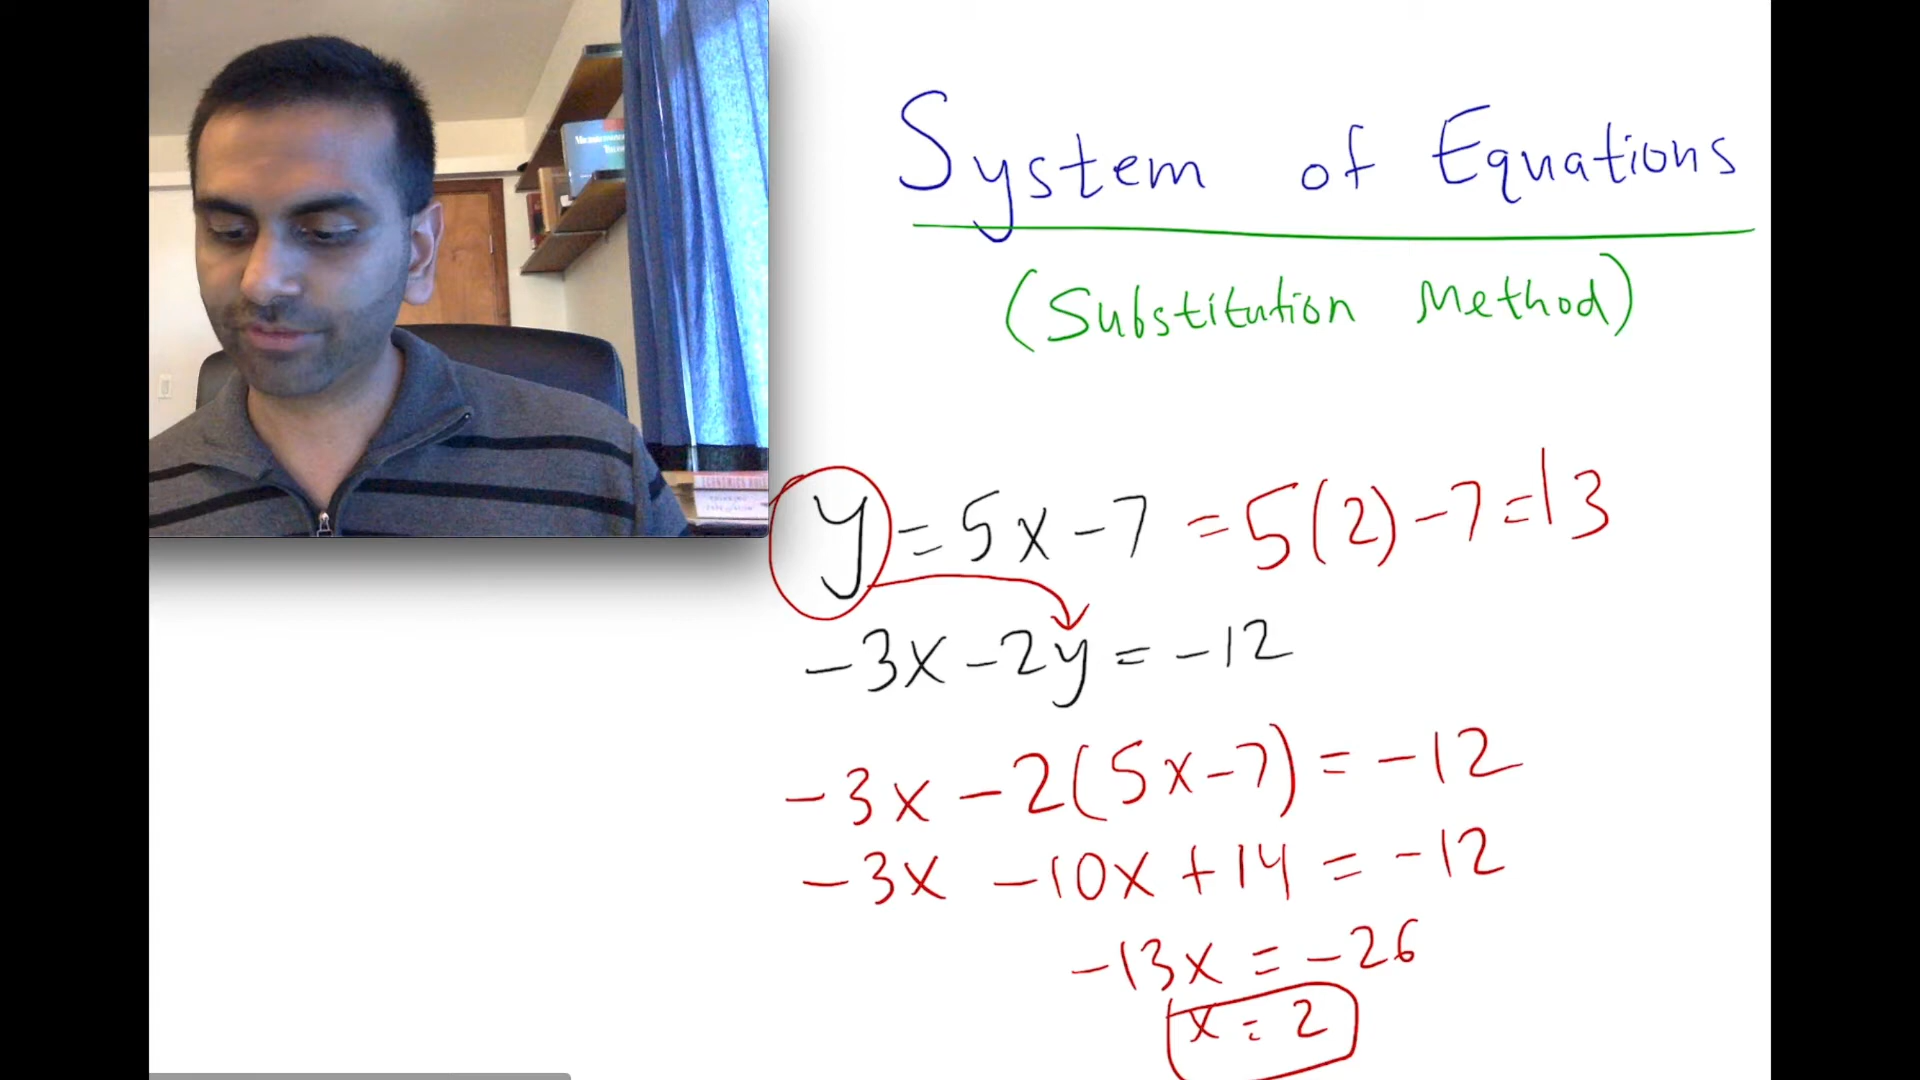 System of Equations
(Substitution Method)
y = 5x - 7 = 5(2) - 7 = 13
-3x - 2y = -12
-3x - 2(5x - 7) = -12
-3x - 10x + 14 = -12
-13x = -26
x = 2